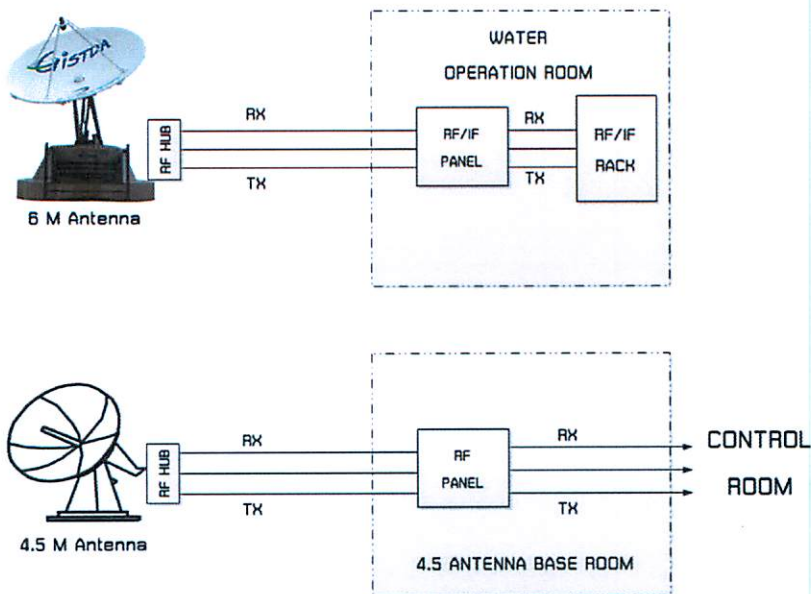 WATER
OPERATION ROOM
GISTDA
RX
RF HUB
TX
RF/IF
PANEL
RX
TX
RF/IF
RACK
6 M Antenna
RX
RF HUB
TX
RF
PANEL
RX
TX
CONTROL
ROOM
4.5 M Antenna
4.5 ANTENNA BASE ROOM